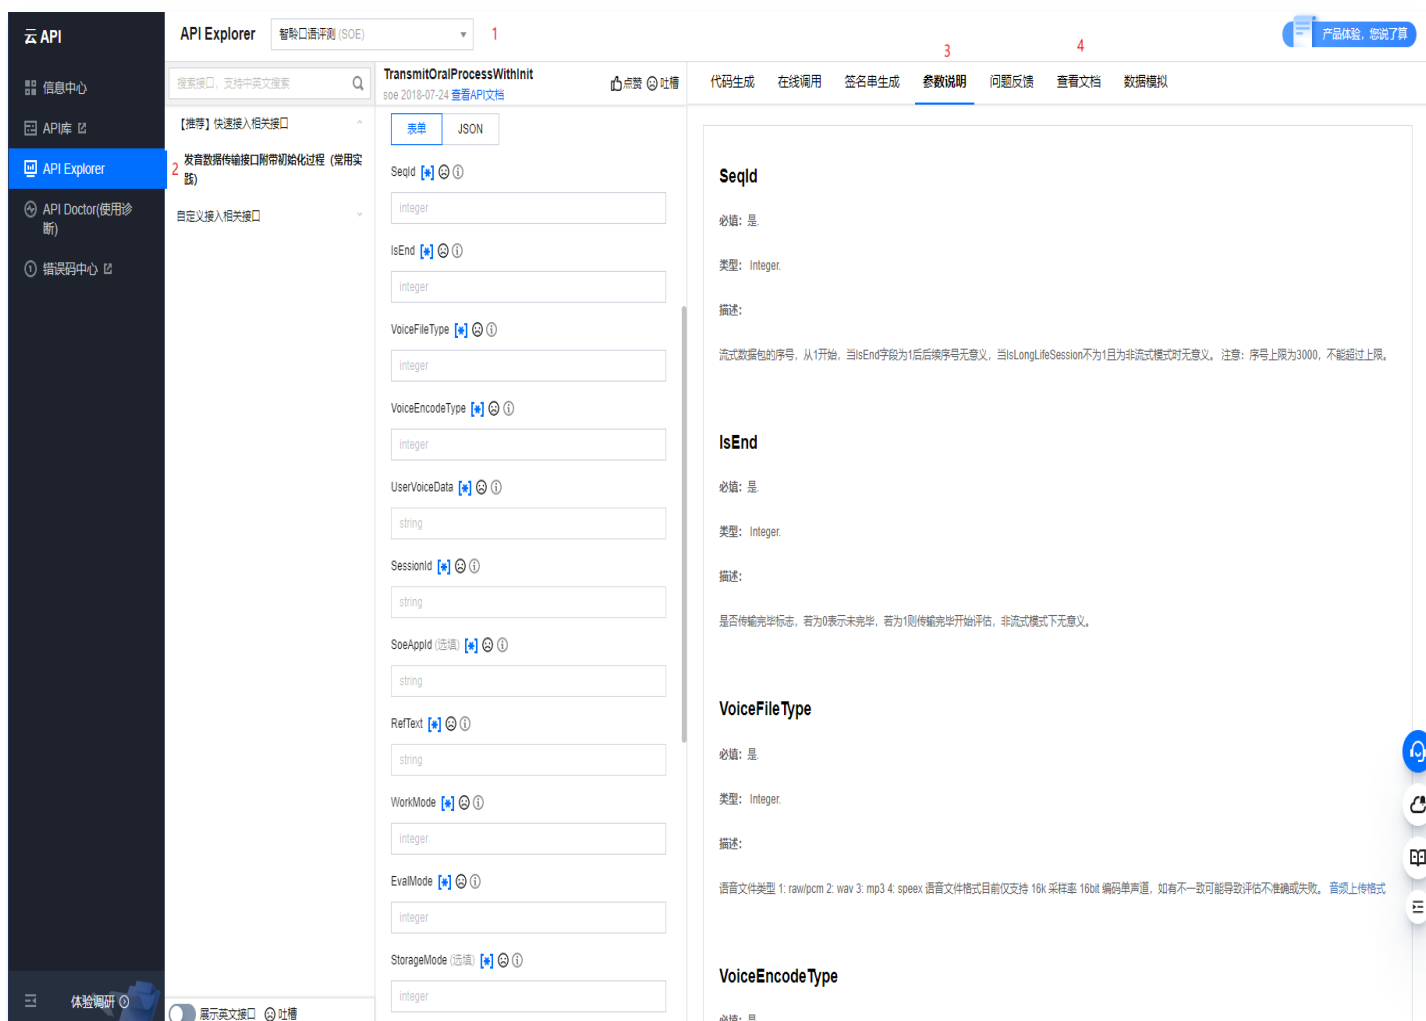 云 API
API Explorer
智聆口语评测 (SOE)
1
产品体验，您说了算
信息中心
API库
API Explorer
API Doctor(使用诊
断)
错误码中心
体验调研
搜索接口，支持中英文搜索
【推荐】快速接入相关接口
2
发音数据传输接口附带初始化过程（常用实
践）
自定义接入相关接口
展示英文接口 吐槽
TransmitOralProcessWithInit
点赞 吐槽
soe 2018-07-24 查看API文档
表单 JSON
SeqId [*]
integer
IsEnd [*]
integer
VoiceFileType [*]
integer
VoiceEncodeType [*]
integer
UserVoiceData [*]
string
SessionId [*]
string
SoeAppId (选填) [*]
string
RefText [*]
string
WorkMode [*]
integer
EvalMode [*]
integer
StorageMode (选填) [*]
integer
3
4
代码生成 在线调用 签名串生成 参数说明 问题反馈 查看文档 数据模拟
SeqId
必填：是.
类型： Integer.
描述：
流式数据包的序号，从1开始，当IsEnd字段为1后后续序号无意义，当IsLongLifeSession不为1且为非流式模式时无意义。 注意：序号上限为3000，不能超过上限。
IsEnd
必填：是.
类型： Integer.
描述：
是否传输完毕标志，若为0表示未完毕，若为1则传输完毕开始评估，非流式模式下无意义。
VoiceFileType
必填：是.
类型： Integer.
描述：
语音文件类型 1: raw/pcm 2: wav 3: mp3 4: speex 语音文件格式目前仅支持 16k 采样率 16bit 编码单声道，如有不一致可能导致评估不准确或失败。 音频上传格式
VoiceEncodeType
必填：是